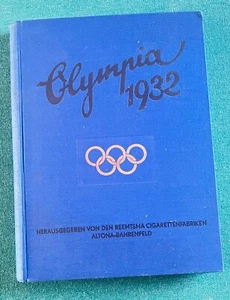 Olympia
1932
HERAUSGEGEBEN VON DEN REEMTSMA CIGARETTENFABRIKEN
ALTONA-BAHRENFELD